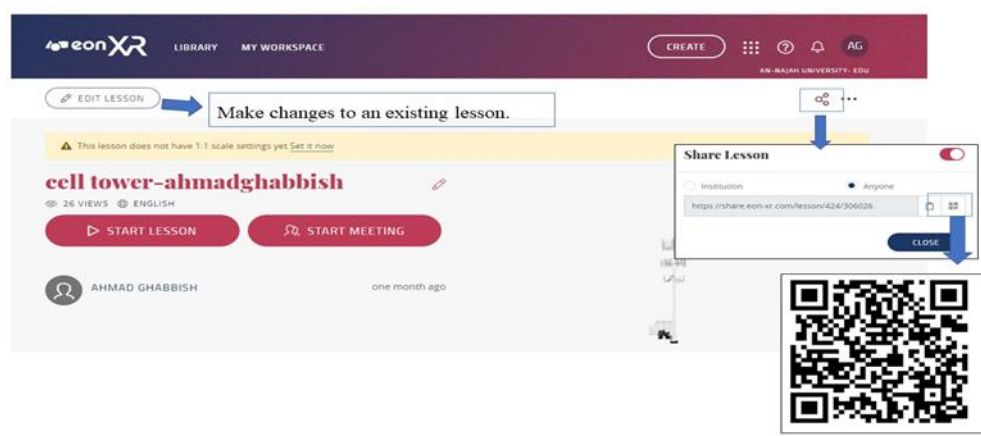 eonXR LIBRARY MY WORKSPACE CREATE AG
AN-NAJAH UNIVERSITY- EDU
EDIT LESSON
Make changes to an existing lesson.
This lesson does not have 1:1 scale settings yet Set it now
cell tower-ahmadghabbish
26 VIEWS ENGLISH
START LESSON START MEETING
AHMAD GHABBISH one month ago
Share Lesson
Institution Anyone
https://share.eon-xr.com/lesson/424/306026
CLOSE